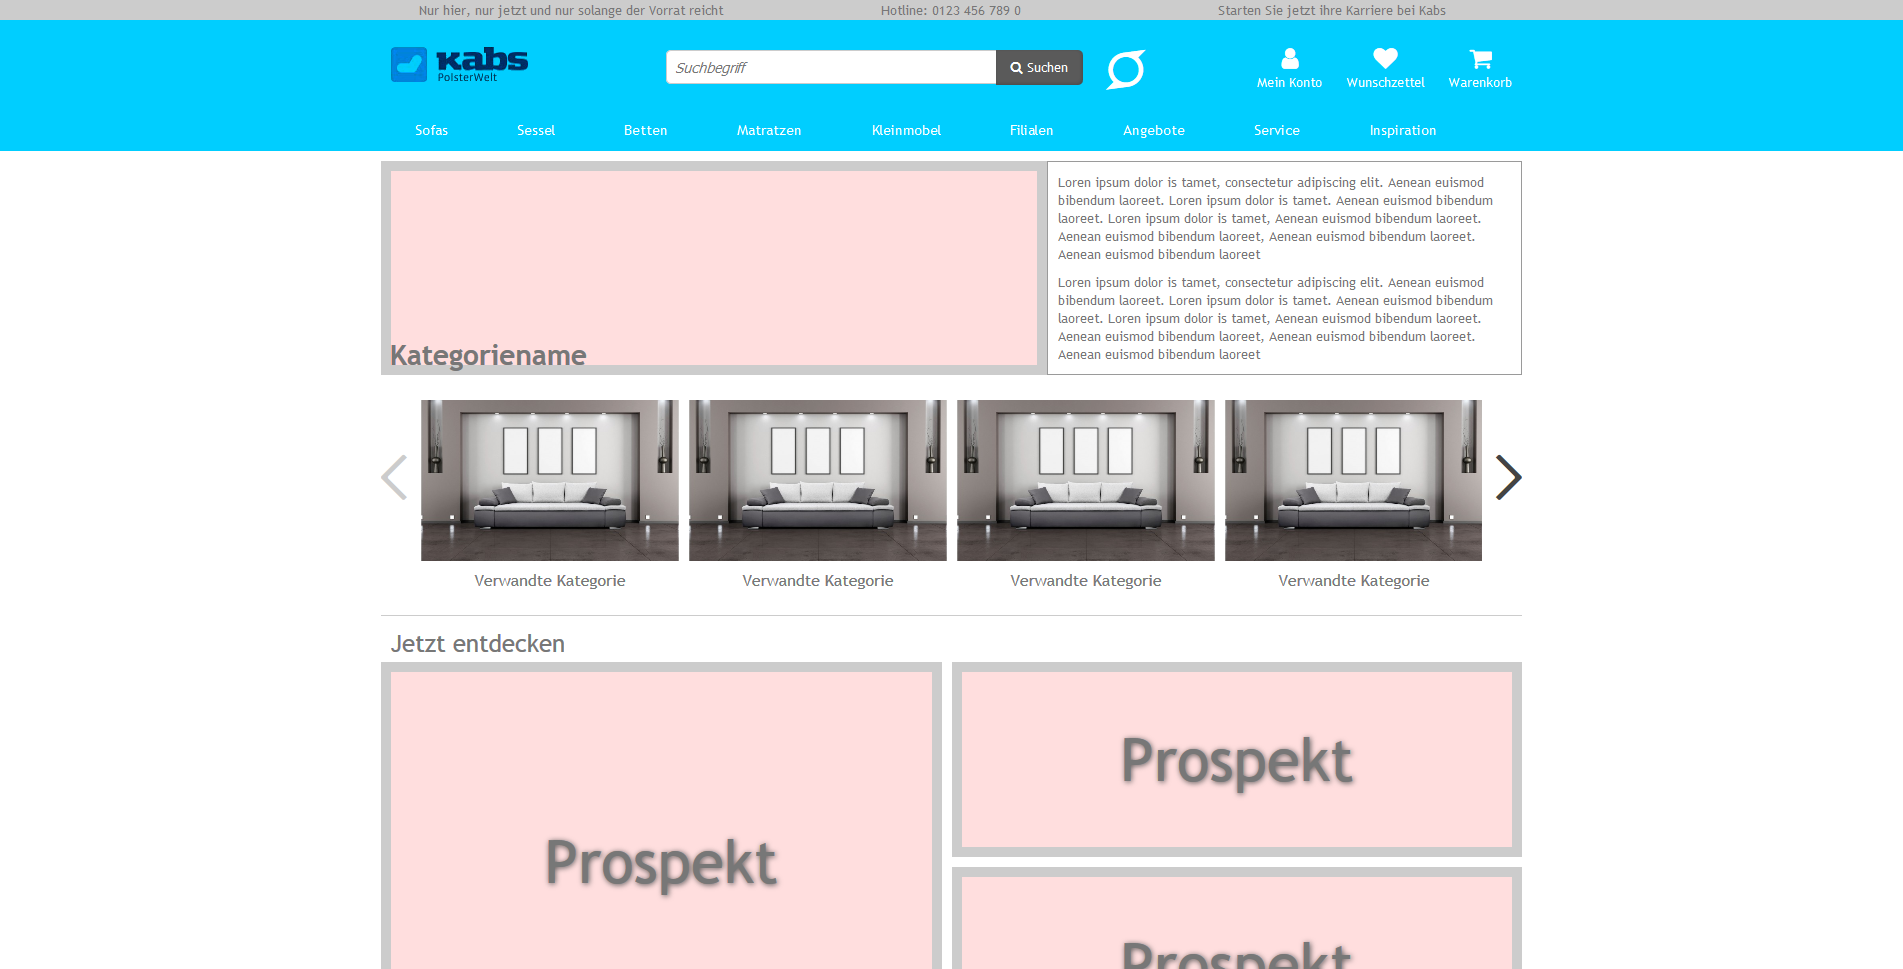 Nur hier, nur jetzt und nur solange der Vorrat reicht
Hotline: 0123 456 789 0
Starten Sie jetzt ihre Karriere bei Kabs
Kabs
PolsterWelt
Suchbegriff
Suchen
Mein Konto
Wunschzettel
Warenkorb
Sofas
Sessel
Betten
Matratzen
Kleinmobel
Filialen
Angebote
Service
Inspiration
Kategoriename
Loren ipsum dolor is tamet, consectetur adipiscing elit. Aenean euismod
bibendum laoreet. Loren ipsum dolor is tamet. Aenean euismod bibendum
laoreet. Loren ipsum dolor is tamet, Aenean euismod bibendum laoreet.
Aenean euismod bibendum laoreet, Aenean euismod bibendum laoreet.
Aenean euismod bibendum laoreet
Loren ipsum dolor is tamet, consectetur adipiscing elit. Aenean euismod
bibendum laoreet. Loren ipsum dolor is tamet. Aenean euismod bibendum
laoreet. Loren ipsum dolor is tamet, Aenean euismod bibendum laoreet.
Aenean euismod bibendum laoreet, Aenean euismod bibendum laoreet.
Aenean euismod bibendum laoreet
Verwandte Kategorie
Verwandte Kategorie
Verwandte Kategorie
Verwandte Kategorie
Jetzt entdecken
Prospekt
Prospekt
Prospekt